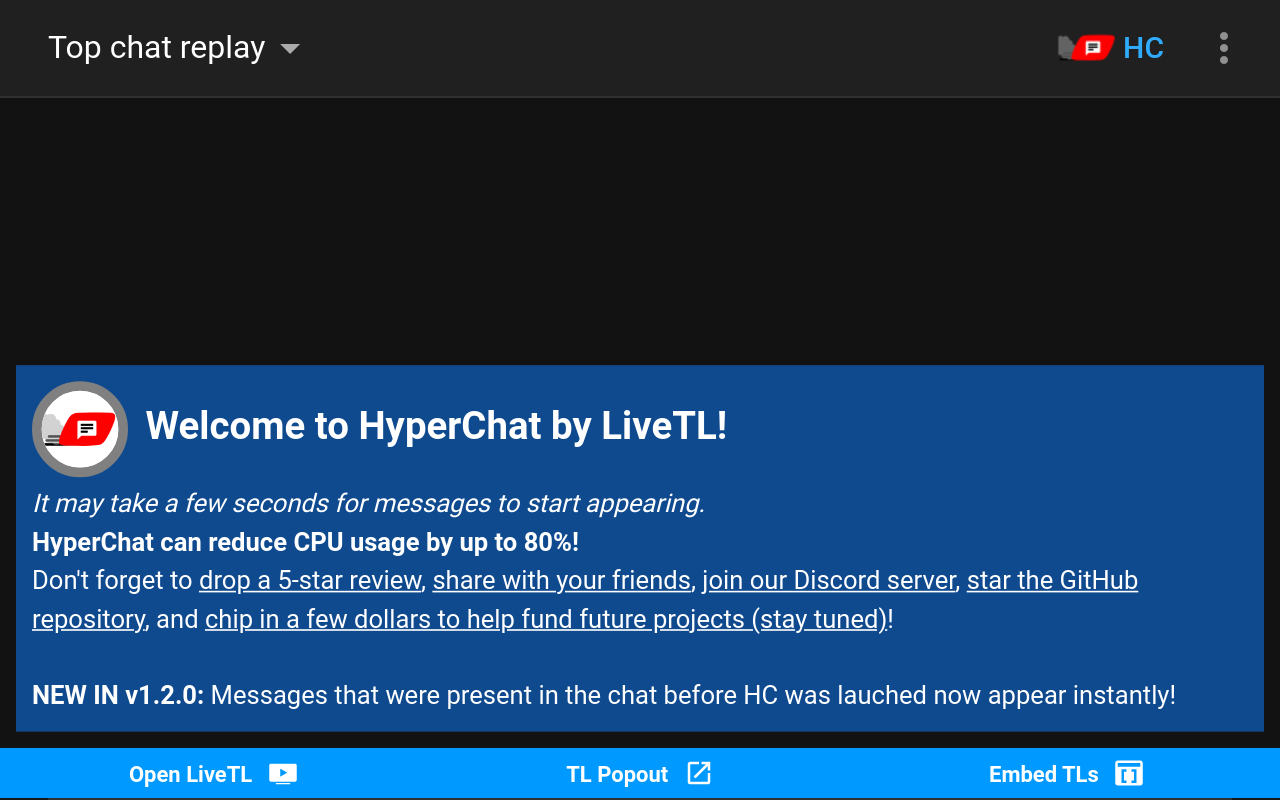 Top chat replay
HC
Welcome to HyperChat by LiveTL!
It may take a few seconds for messages to start appearing.
HyperChat can reduce CPU usage by up to 80%!
Don't forget to drop a 5-star review, share with your friends, join our Discord server, star the GitHub
repository, and chip in a few dollars to help fund future projects (stay tuned)!
NEW IN v1.2.0: Messages that were present in the chat before HC was lauched now appear instantly!
Open LiveTL
TL Popout
Embed TLs